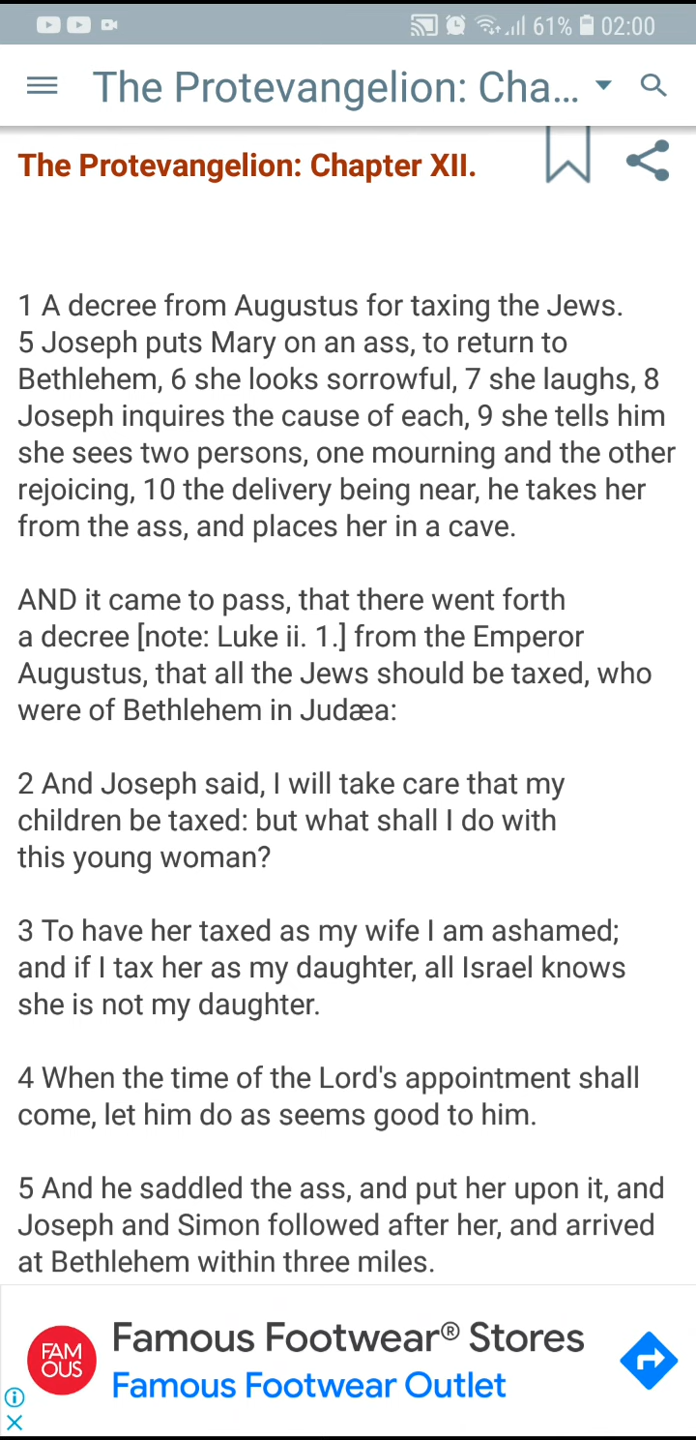 61% 02:00
The Protevangelion: Cha...
The Protevangelion: Chapter XII.
1 A decree from Augustus for taxing the Jews.
5 Joseph puts Mary on an ass, to return to
Bethlehem, 6 she looks sorrowful, 7 she laughs, 8
Joseph inquires the cause of each, 9 she tells him
she sees two persons, one mourning and the other
rejoicing, 10 the delivery being near, he takes her
from the ass, and places her in a cave.
AND it came to pass, that there went forth
a decree [note: Luke ii. 1.] from the Emperor
Augustus, that all the Jews should be taxed, who
were of Bethlehem in Judæa:
2 And Joseph said, I will take care that my
children be taxed: but what shall I do with
this young woman?
3 To have her taxed as my wife I am ashamed;
and if I tax her as my daughter, all Israel knows
she is not my daughter.
4 When the time of the Lord's appointment shall
come, let him do as seems good to him.
5 And he saddled the ass, and put her upon it, and
Joseph and Simon followed after her, and arrived
at Bethlehem within three miles.
FAM
OUS
Famous Footwear® Stores
Famous Footwear Outlet